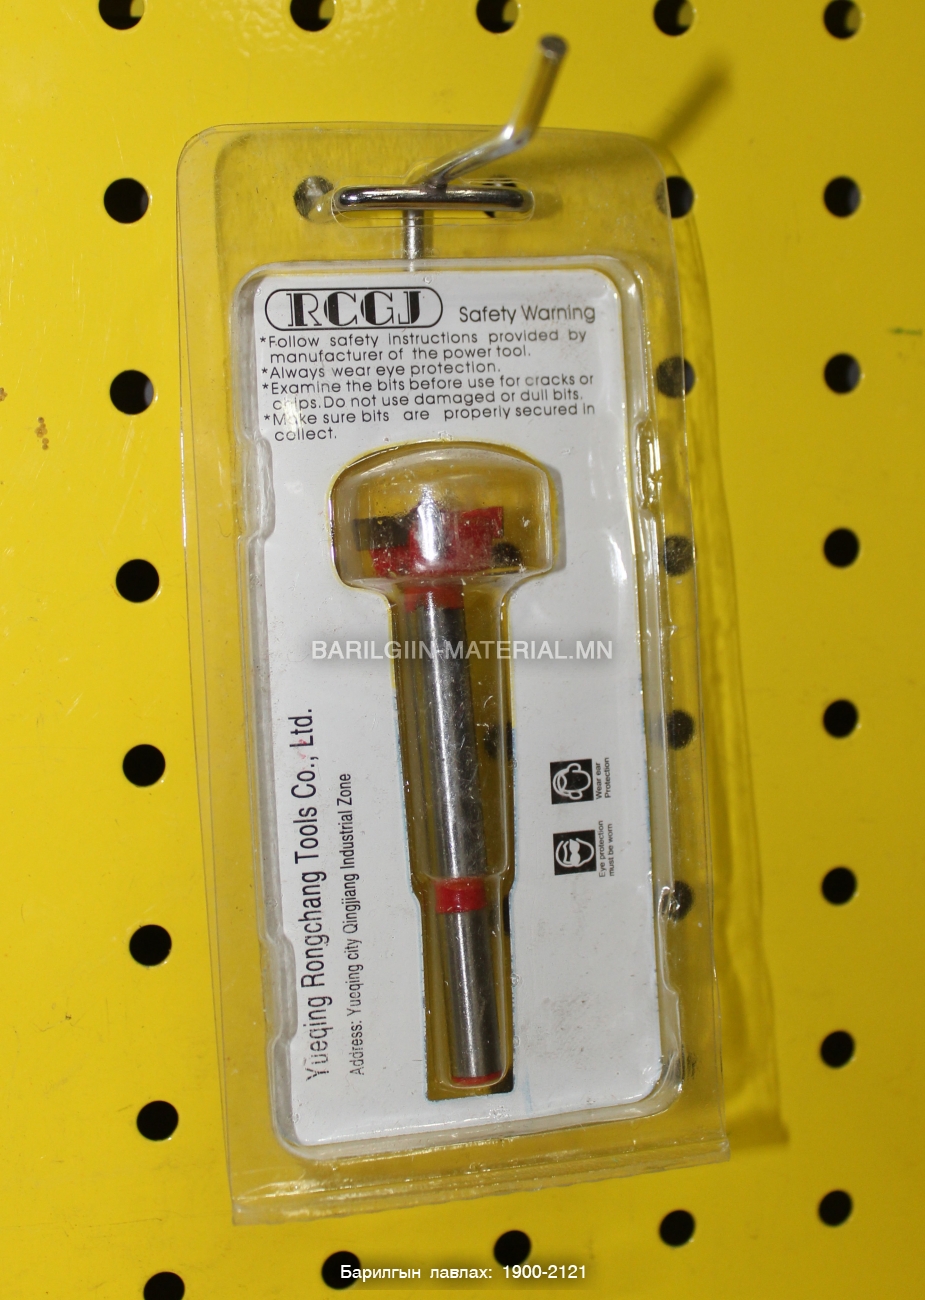 RCGJ
Safety Warning
*Follow safety instructions provided by
manufacturer of the power tool.
*Always wear eye protection.
*Examine the bits before use for cracks or
chips. Do not use damaged or dull bits.
*Make sure bits are properly secured in
collect.
BARILGIIN-MATERIAL.MN
Yueqing Rongchang Tools Co., Ltd.
Address: Yueqing city Qingjiang Industrial Zone
Wear ear
Protection
Eye protection
must be worn
Барилгын лавлах: 1900-2121